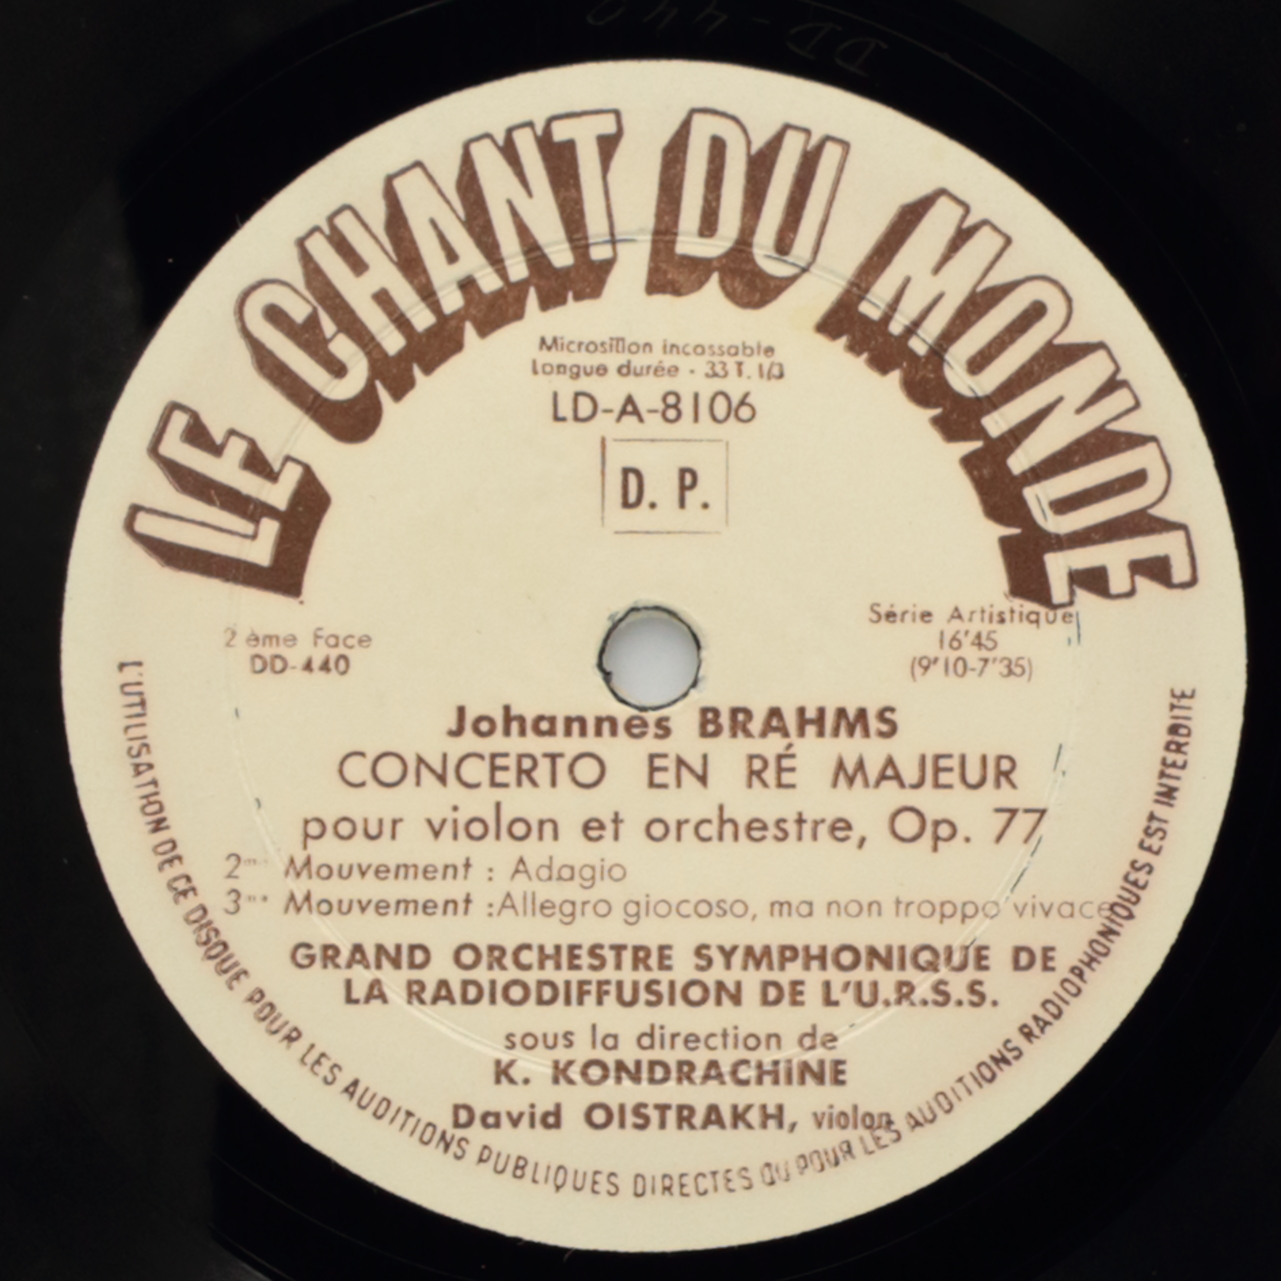 DD-440
LE CHANT DU MONDE
Microsillon incassable
Longue durée - 33 T. 1/3
LD-A-8106
D. P.
2ème Face
DD-440
Série Artistique
16'45
(9'10-7'35)
Johannes BRAHMS
CONCERTO EN RÉ MAJEUR
pour violon et orchestre, Op. 77
2me Mouvement : Adagio
3me Mouvement :Allegro giocoso, ma non troppo vivace
GRAND ORCHESTRE SYMPHONIQUE DE
LA RADIODIFFUSION DE L'U.R.S.S.
sous la direction de
K. KONDRACHINE
David OISTRAKH, violon
L'UTILISATION DE CE DISQUE POUR LES AUDITIONS PUBLIQUES DIRECTES OU POUR LES AUDITIONS RADIOPHONIQUES EST INTERDITE